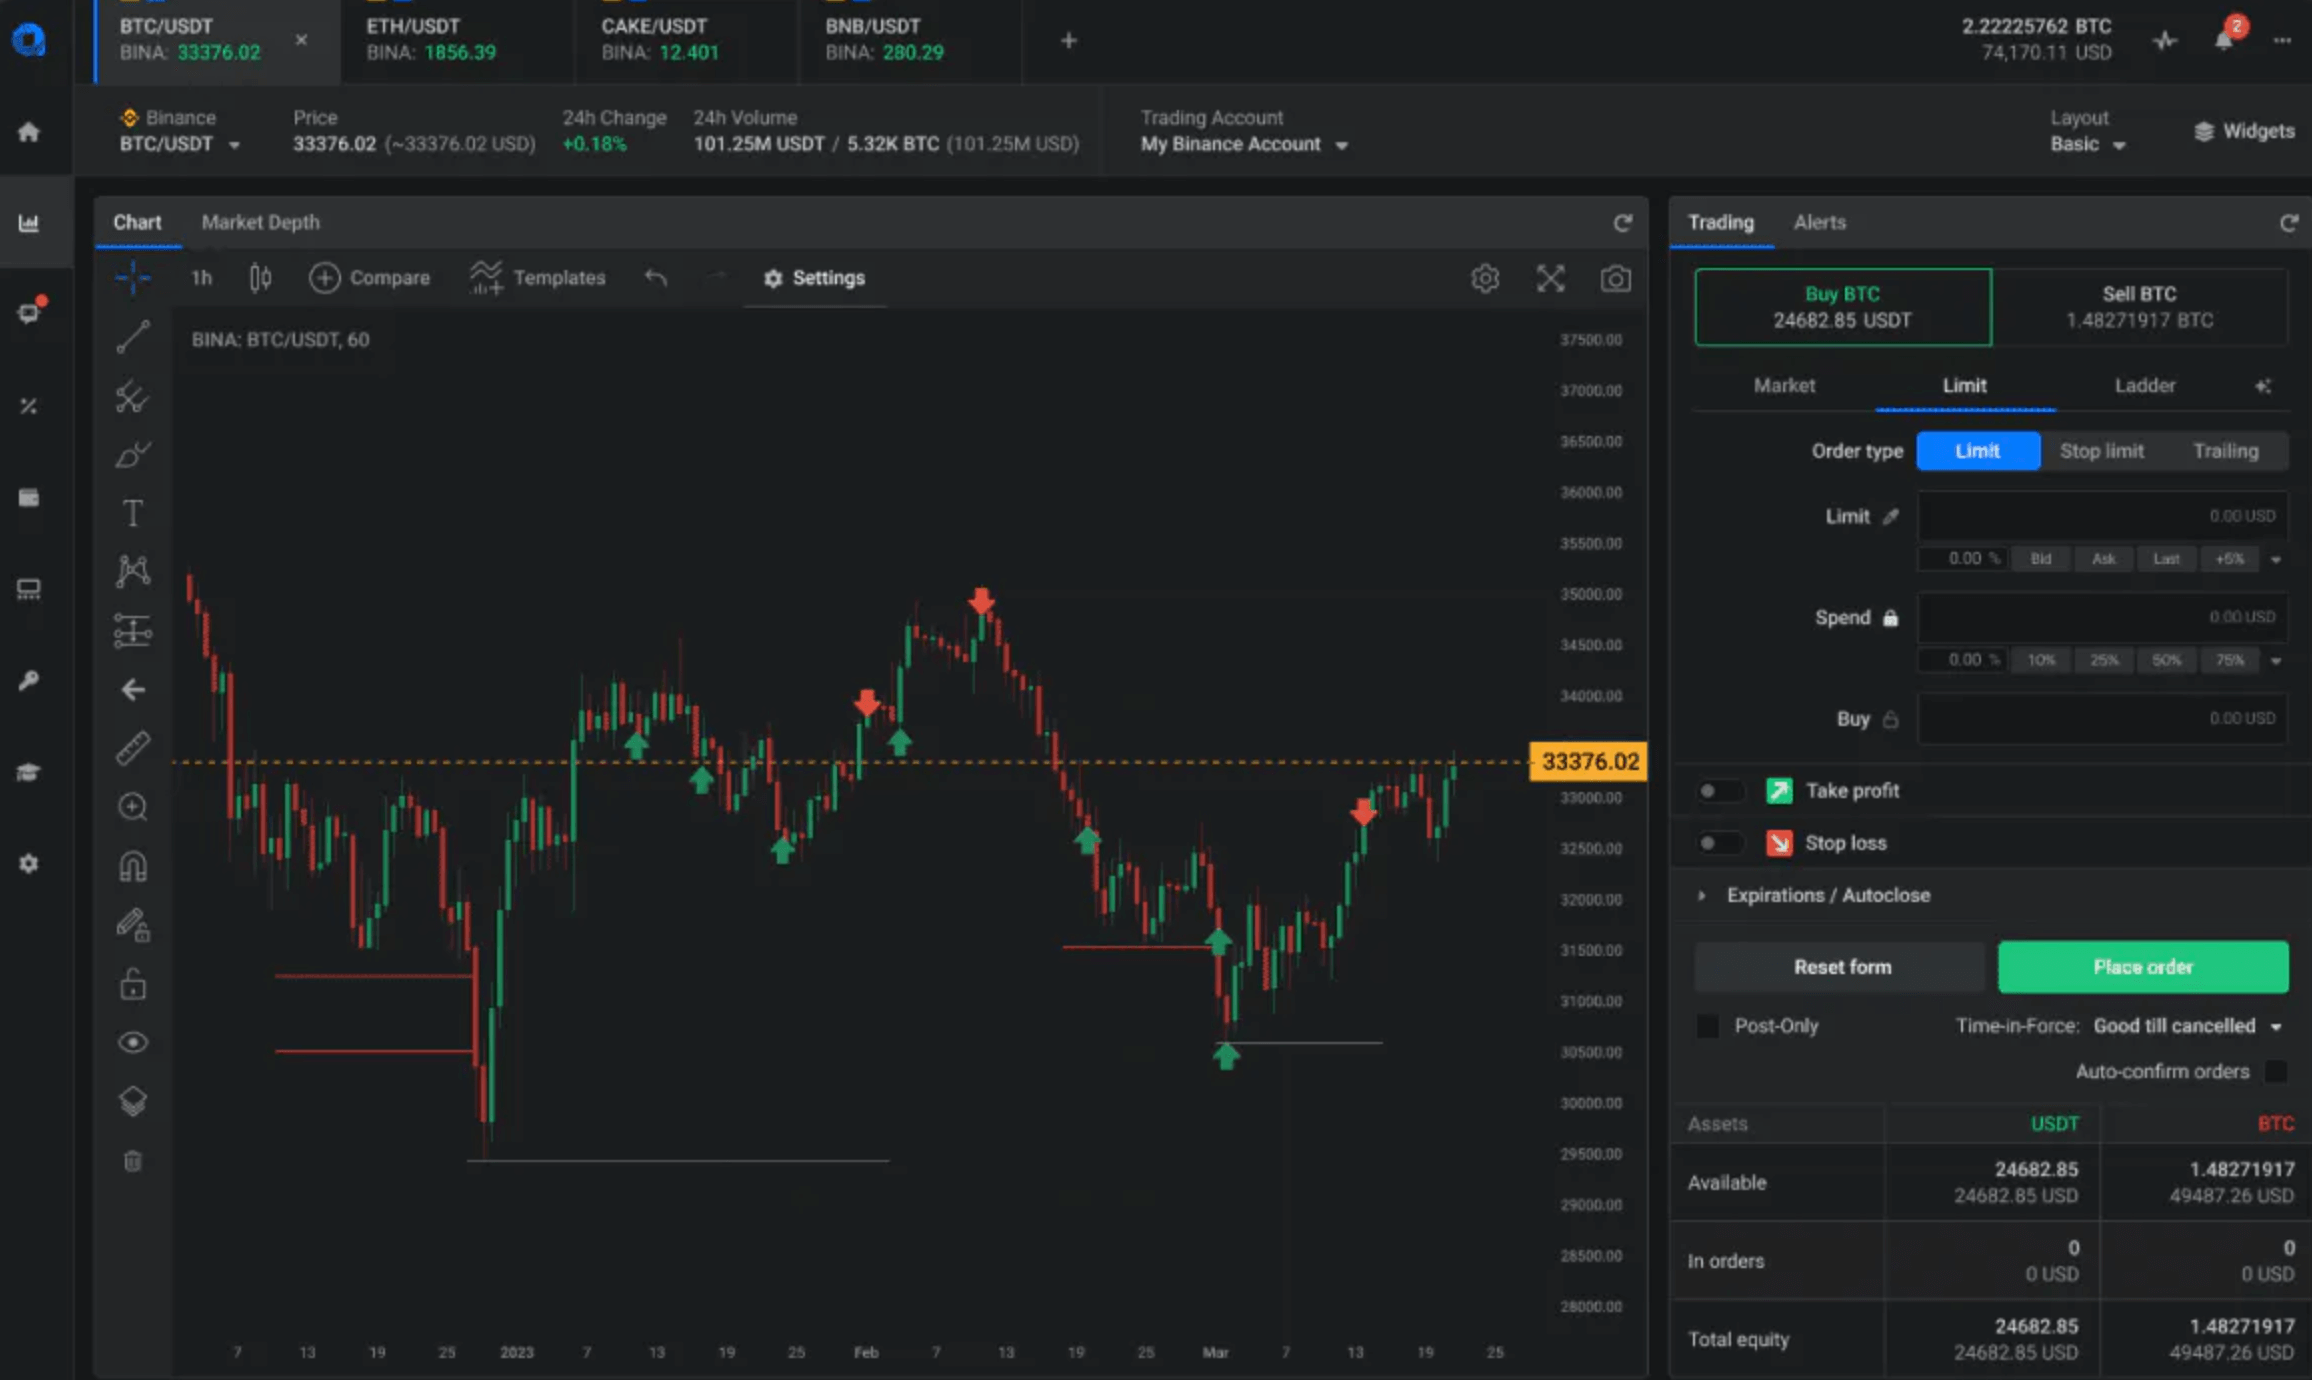 BTC/USDT
BINA: 33376.02
ETH/USDT
BINA: 1856.39
CAKE/USDT
BINA: 12.401
BNB/USDT
BINA: 280.29
2.22225762 BTC
74,170.11 USD
2
Binance
BTC/USDT
Price
33376.02 (~33376.02 USD)
24h Change
+0.18%
24h Volume
101.25M USDT / 5.32K BTC (101.25M USD)
Trading Account
My Binance Account
Layout
Basic
Widgets
Chart
Market Depth
1h
Compare
Templates
Settings
BINA: BTC/USDT, 60
37500.00
37000.00
36500.00
36000.00
35500.00
35000.00
34500.00
34000.00
33376.02
33000.00
32500.00
32000.00
31500.00
31000.00
30500.00
30000.00
29500.00
29000.00
28500.00
28000.00
7 13 19 25 2023 7 13 19 25 Feb 7 13 19 25 Mar 7 13 19 25
Trading
Alerts
Buy BTC
24682.85 USDT
Sell BTC
1.48271917 BTC
Market
Limit
Ladder
Order type
Limit
Stop limit
Trailing
Limit
0.00 USD
0.00 % Bid Ask Last +5%
Spend
0.00 USD
0.00 % 10% 25% 50% 75%
Buy
0.00 USD
Take profit
Stop loss
Expirations / Autoclose
Reset form
Place order
Post-Only
Time-in-Force: Good till cancelled
Auto-confirm orders
Assets USDT BTC
Available 24682.85 1.48271917
24682.85 USD 49487.26 USD
In orders 0 0
0 USD 0 USD
Total equity 24682.85 1.48271917
24682.85 USD 49487.26 USD